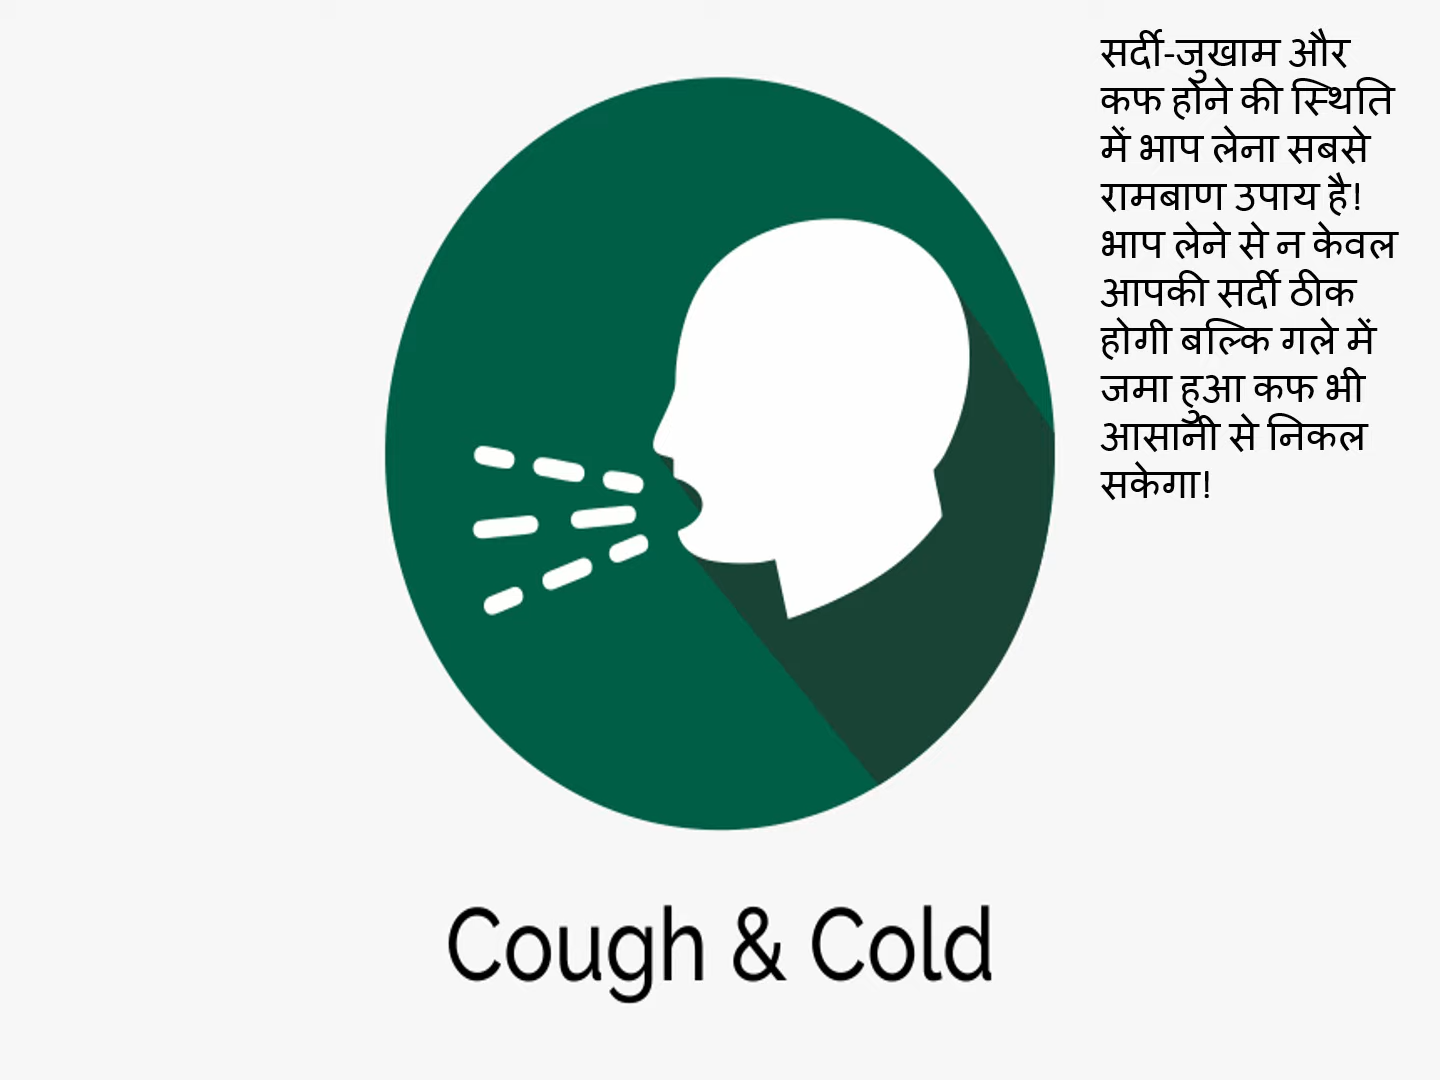 सर्दी-जुखाम और
कफ होने की स्थिति
में भाप लेना सबसे
रामबाण उपाय है!
भाप लेने से न केवल
आपकी सर्दी ठीक
होगी बल्कि गले में
जमा हुआ कफ भी
आसानी से निकल
सकेगा!
Cough & Cold